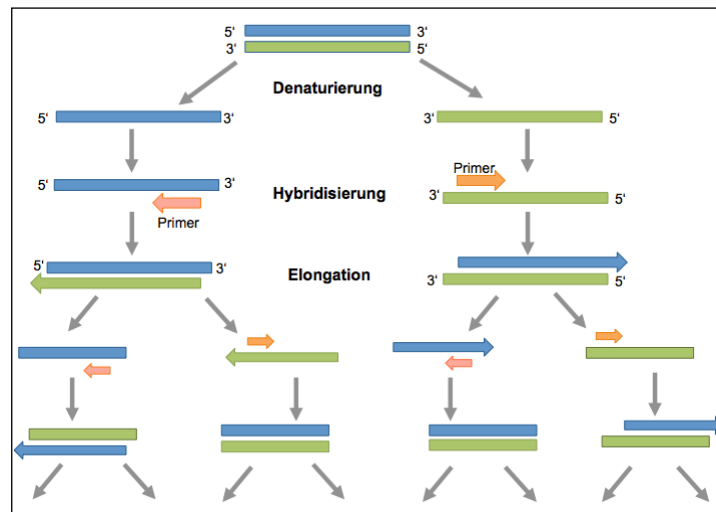 5' 3'
3' 5'
Denaturierung
5' 3'
3' 5'
Primer
5' 3'
Hybridisierung
3' 5'
Primer
5' 3'
Elongation
3' 5'